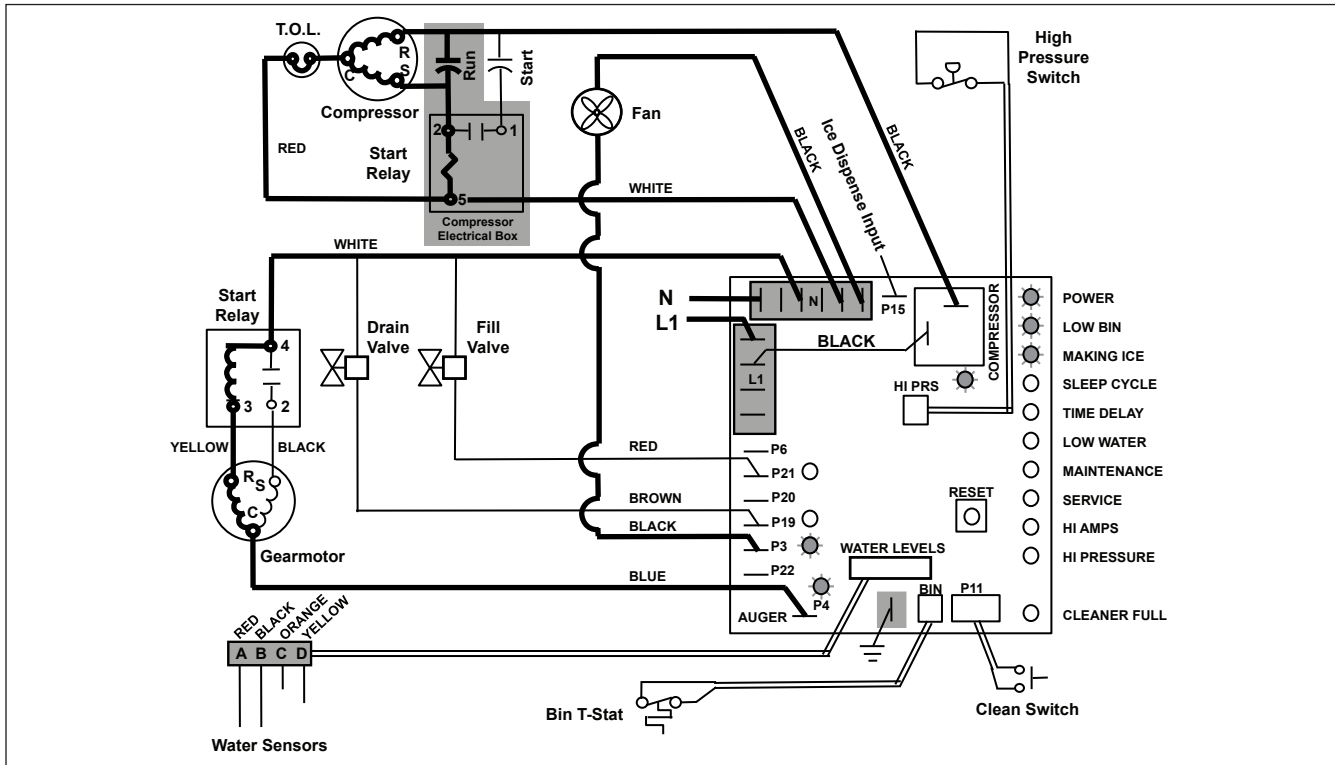 T.O.L.
R
S
C
Compressor
Run
Start
2
1
Start
Relay
5
Compressor
Electrical Box
RED
WHITE
Fan
BLACK
Ice Dispense Input
BLACK
High
Pressure
Switch
WHITE
Start
Relay
4
3
2
YELLOW
BLACK
Drain
Valve
Fill
Valve
R
S
C
Gearmotor
N
L1
N
L1
P15
BLACK
COMPRESSOR
HI PRS
POWER
LOW BIN
MAKING ICE
SLEEP CYCLE
TIME DELAY
LOW WATER
MAINTENANCE
SERVICE
HI AMPS
HI PRESSURE
CLEANER FULL
RED
BROWN
BLACK
BLUE
P6
P21
P20
P19
P3
P22
P4
AUGER
RESET
WATER LEVELS
BIN
P11
RED
BLACK
ORANGE
YELLOW
A B C D
Water Sensors
Bin T-Stat
Clean Switch